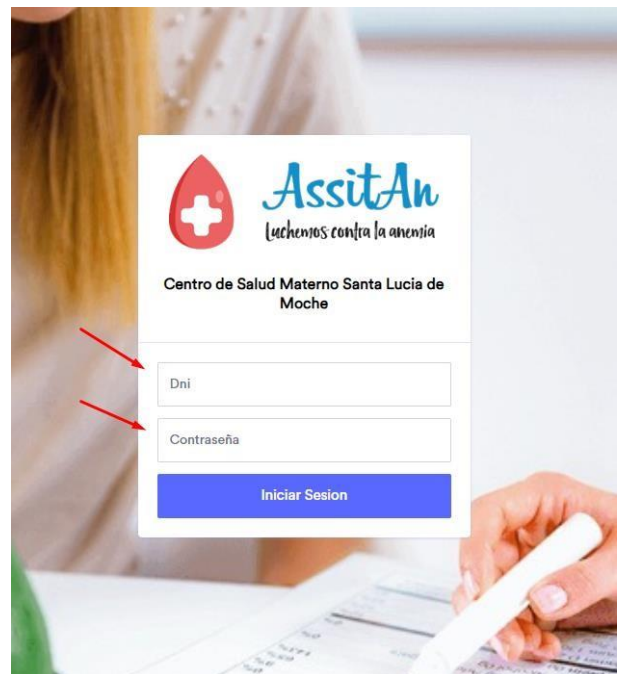 AssitAn
Luchemos contra la anemia
Centro de Salud Materno Santa Lucia de
Moche
Dni
Contraseña
Iniciar Sesion